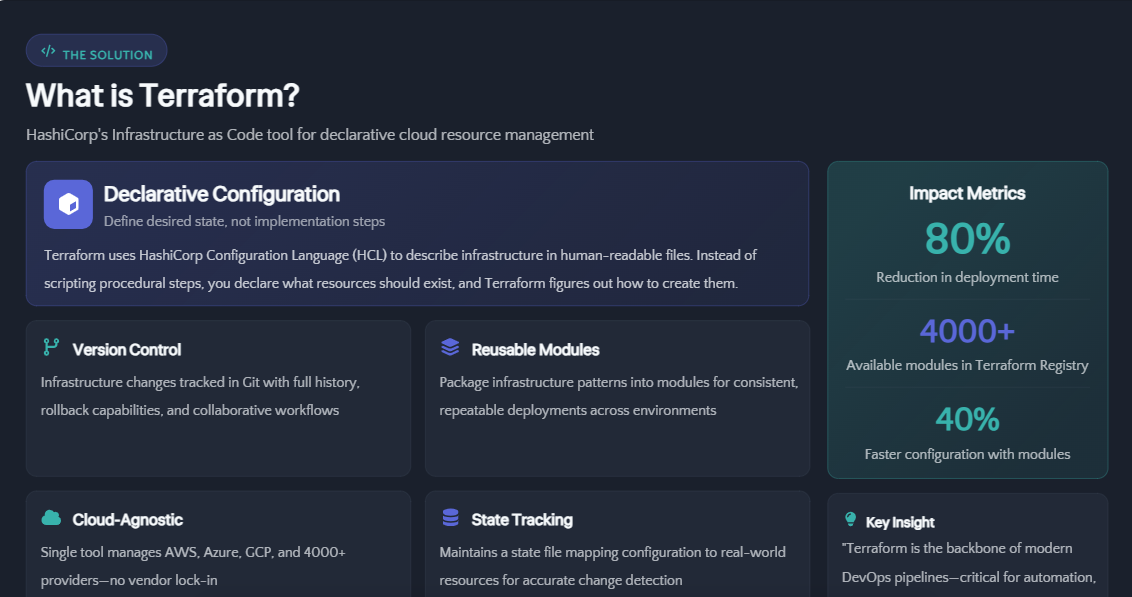 THE SOLUTION
What is Terraform?
HashiCorp's Infrastructure as Code tool for declarative cloud resource management
Declarative Configuration
Define desired state, not implementation steps
Terraform uses HashiCorp Configuration Language (HCL) to describe infrastructure in human-readable files. Instead of
scripting procedural steps, you declare what resources should exist, and Terraform figures out how to create them.
Version Control
Infrastructure changes tracked in Git with full history,
rollback capabilities, and collaborative workflows
Reusable Modules
Package infrastructure patterns into modules for consistent,
repeatable deployments across environments
Cloud-Agnostic
Single tool manages AWS, Azure, GCP, and 4000+
providers—no vendor lock-in
State Tracking
Maintains a state file mapping configuration to real-world
resources for accurate change detection
Impact Metrics
80%
Reduction in deployment time
4000+
Available modules in Terraform Registry
40%
Faster configuration with modules
Key Insight
"Terraform is the backbone of modern
DevOps pipelines—critical for automation,